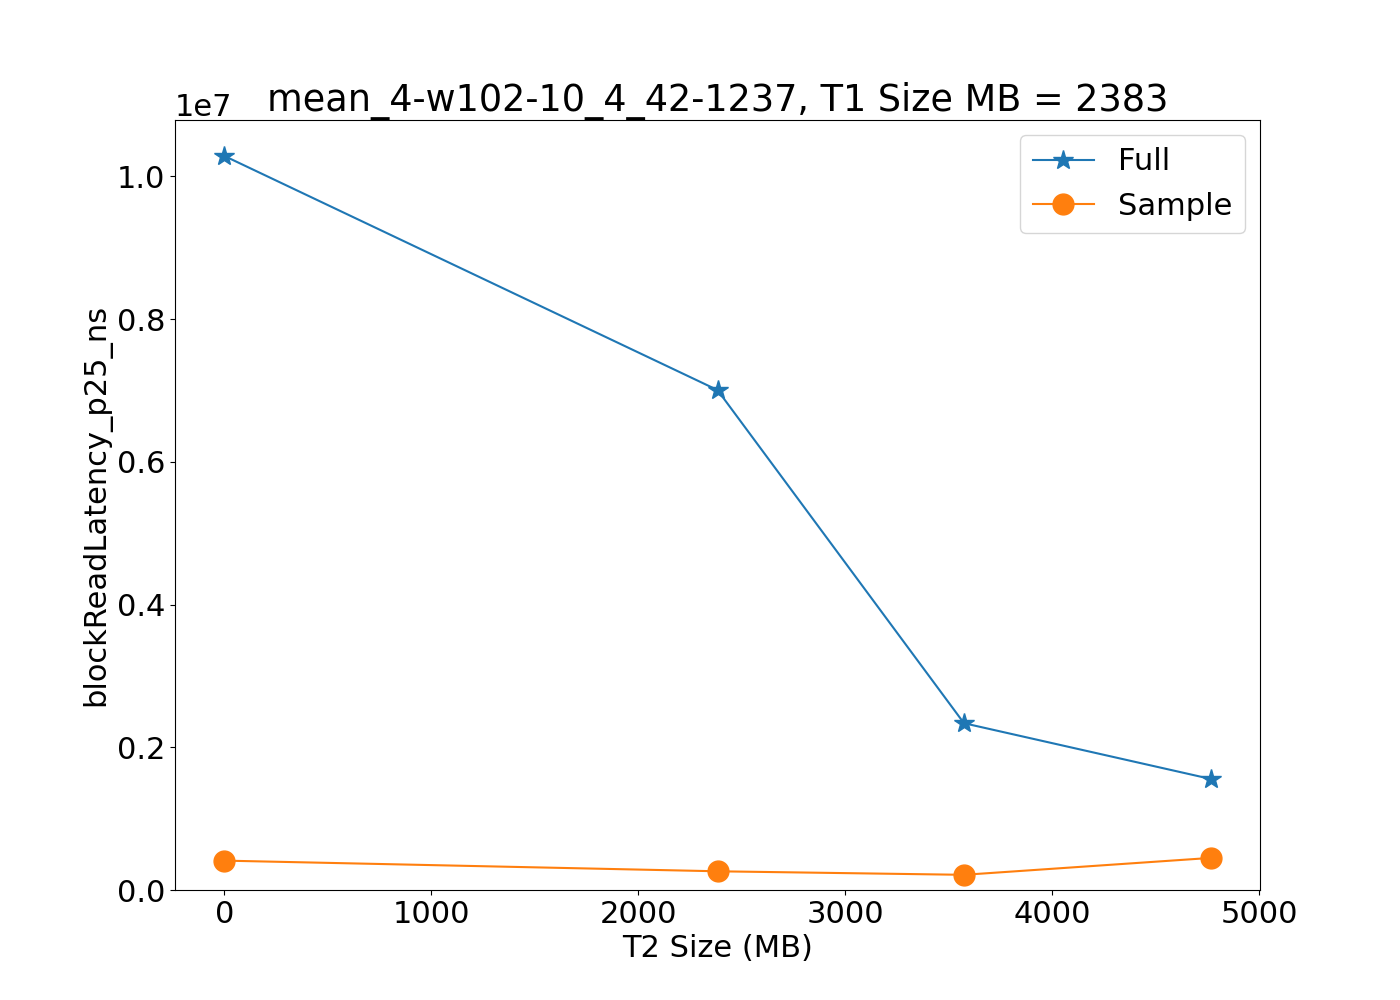 1e7
mean_4-w102-10_4_42-1237, T1 Size MB = 2383
Full
Sample
blockReadLatency_p25_ns
1.0
0.8
0.6
0.4
0.2
0.0
0 1000 2000 3000 4000 5000
T2 Size (MB)